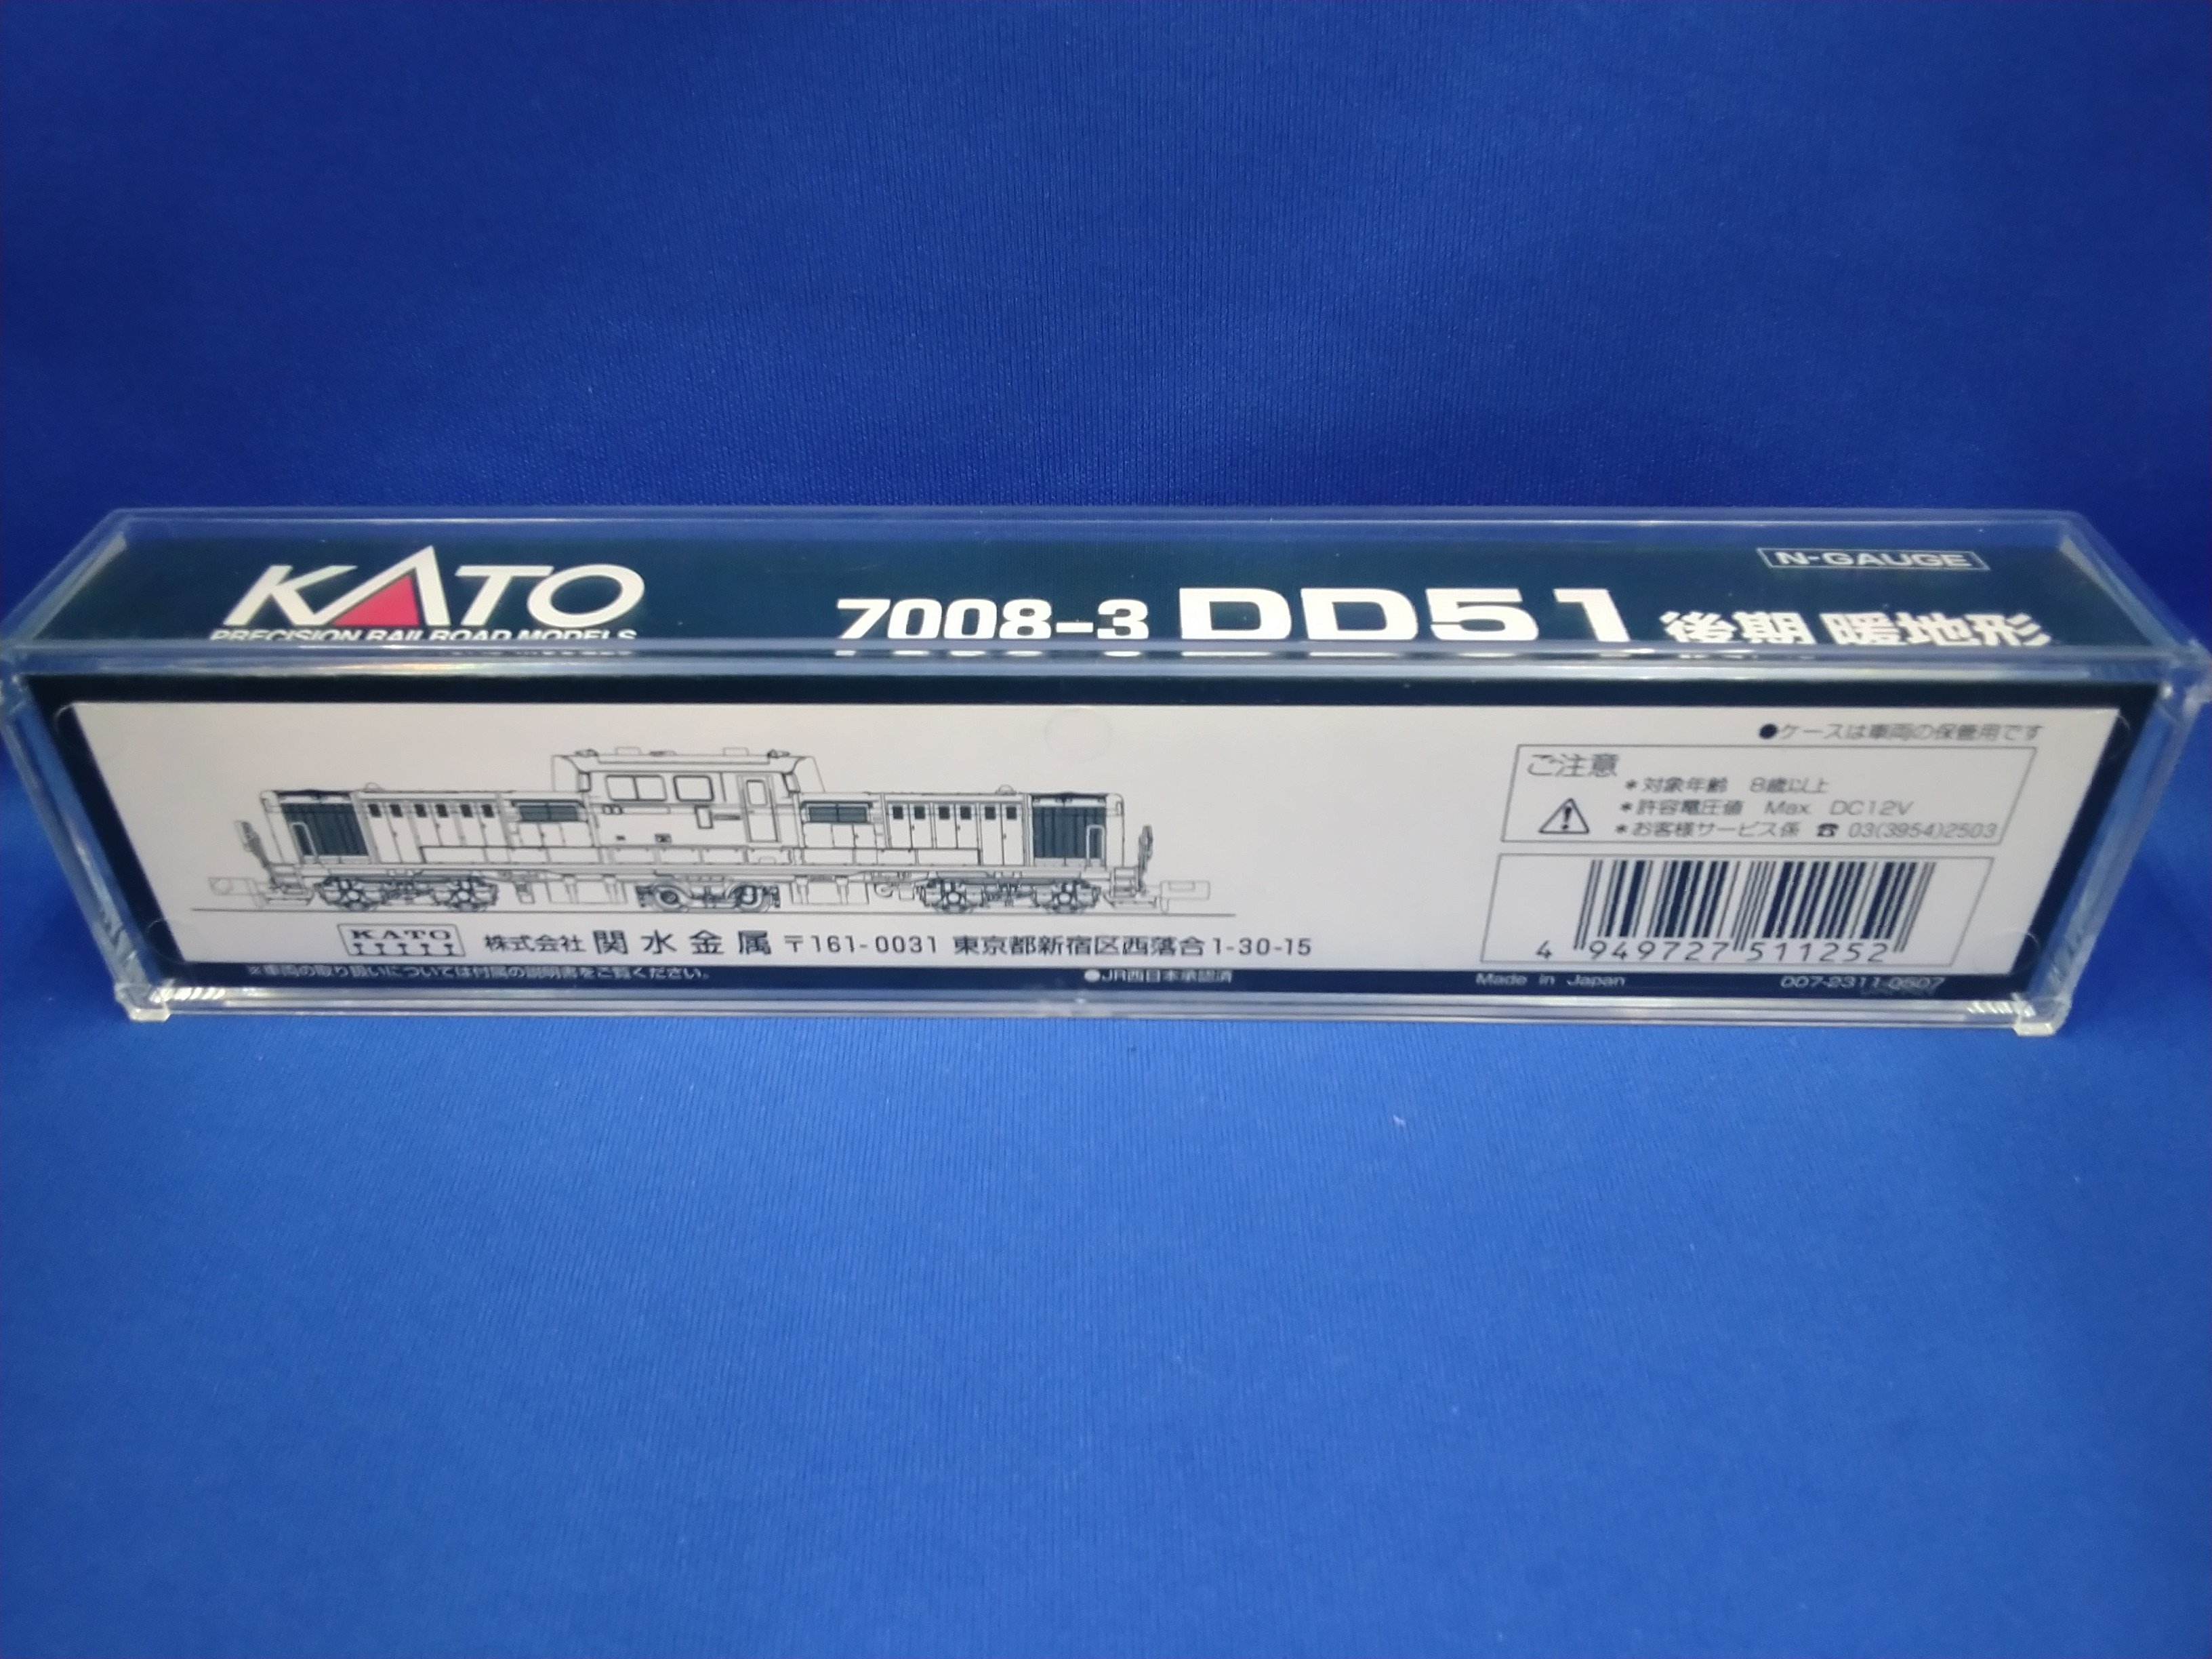 N-GAUGE
KATO 7008-3 DD51 後期 暖地形
PRECISION RAILROAD MODELS
●ケースは車両の保管用です
ご注意
*対象年齢 8歳以上
*許容電圧値 Max DC12V
*お客様サービス係 ☎ 03(3954)2503
KATO 株式会社 関水金属 〒161-0031 東京都新宿区西落合1-30-15
4 949727 511252
※車両の取り扱いについては付属の説明書をご覧ください。
●JR西日本承認済
Made in Japan
007-2311-0507